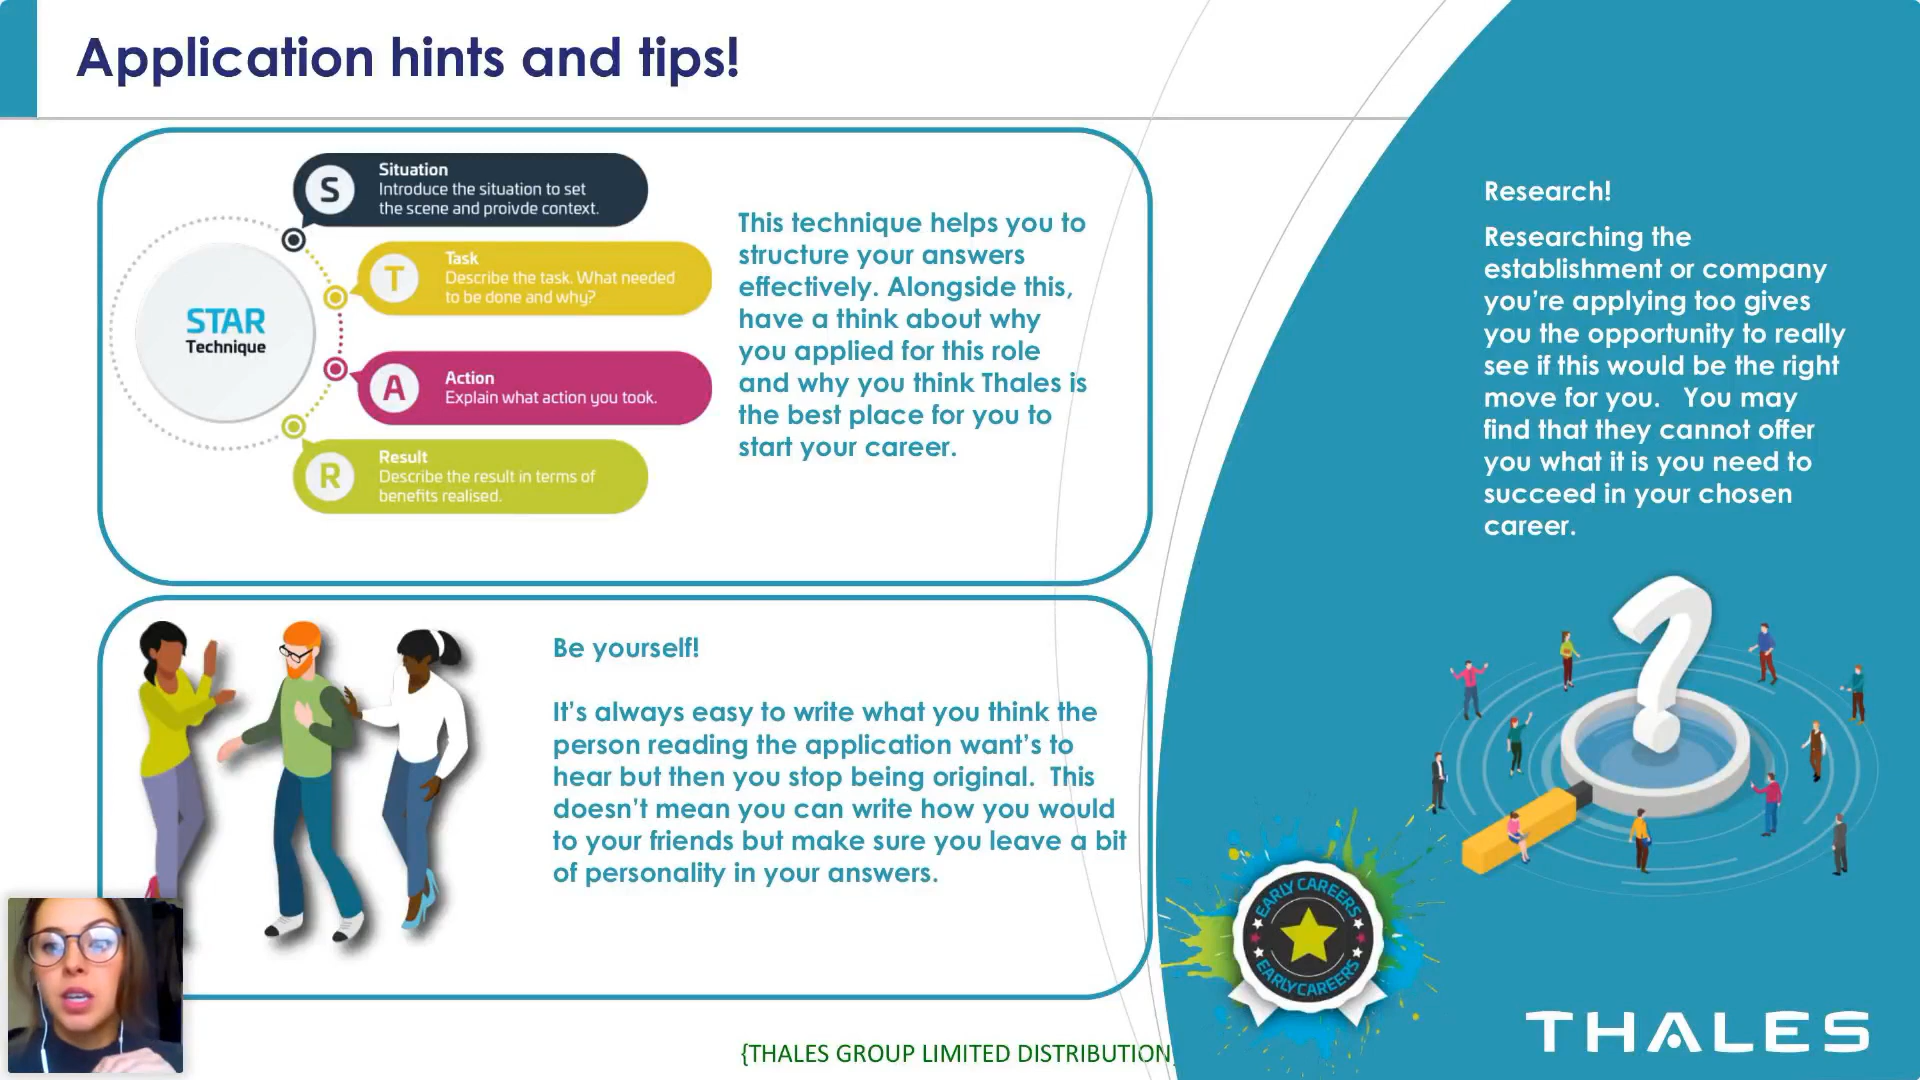 Application hints and tips!
S
Situation
Introduce the situation to set
the scene and proivde context.
T
Task
Describe the task. What needed
to be done and why?
STAR
Technique
A
Action
Explain what action you took.
R
Result
Describe the result in terms of
benefits realised.
This technique helps you to
structure your answers
effectively. Alongside this,
have a think about why
you applied for this role
and why you think Thales is
the best place for you to
start your career.
Be yourself!
It's always easy to write what you think the
person reading the application want's to
hear but then you stop being original.  This
doesn't mean you can write how you would
to your friends but make sure you leave a bit
of personality in your answers.
Research!
Researching the
establishment or company
you're applying too gives
you the opportunity to really
see if this would be the right
move for you.   You may
find that they cannot offer
you what it is you need to
succeed in your chosen
career.
EARLY CAREERS
EARLY CAREERS
THALES
{THALES GROUP LIMITED DISTRIBUTION}